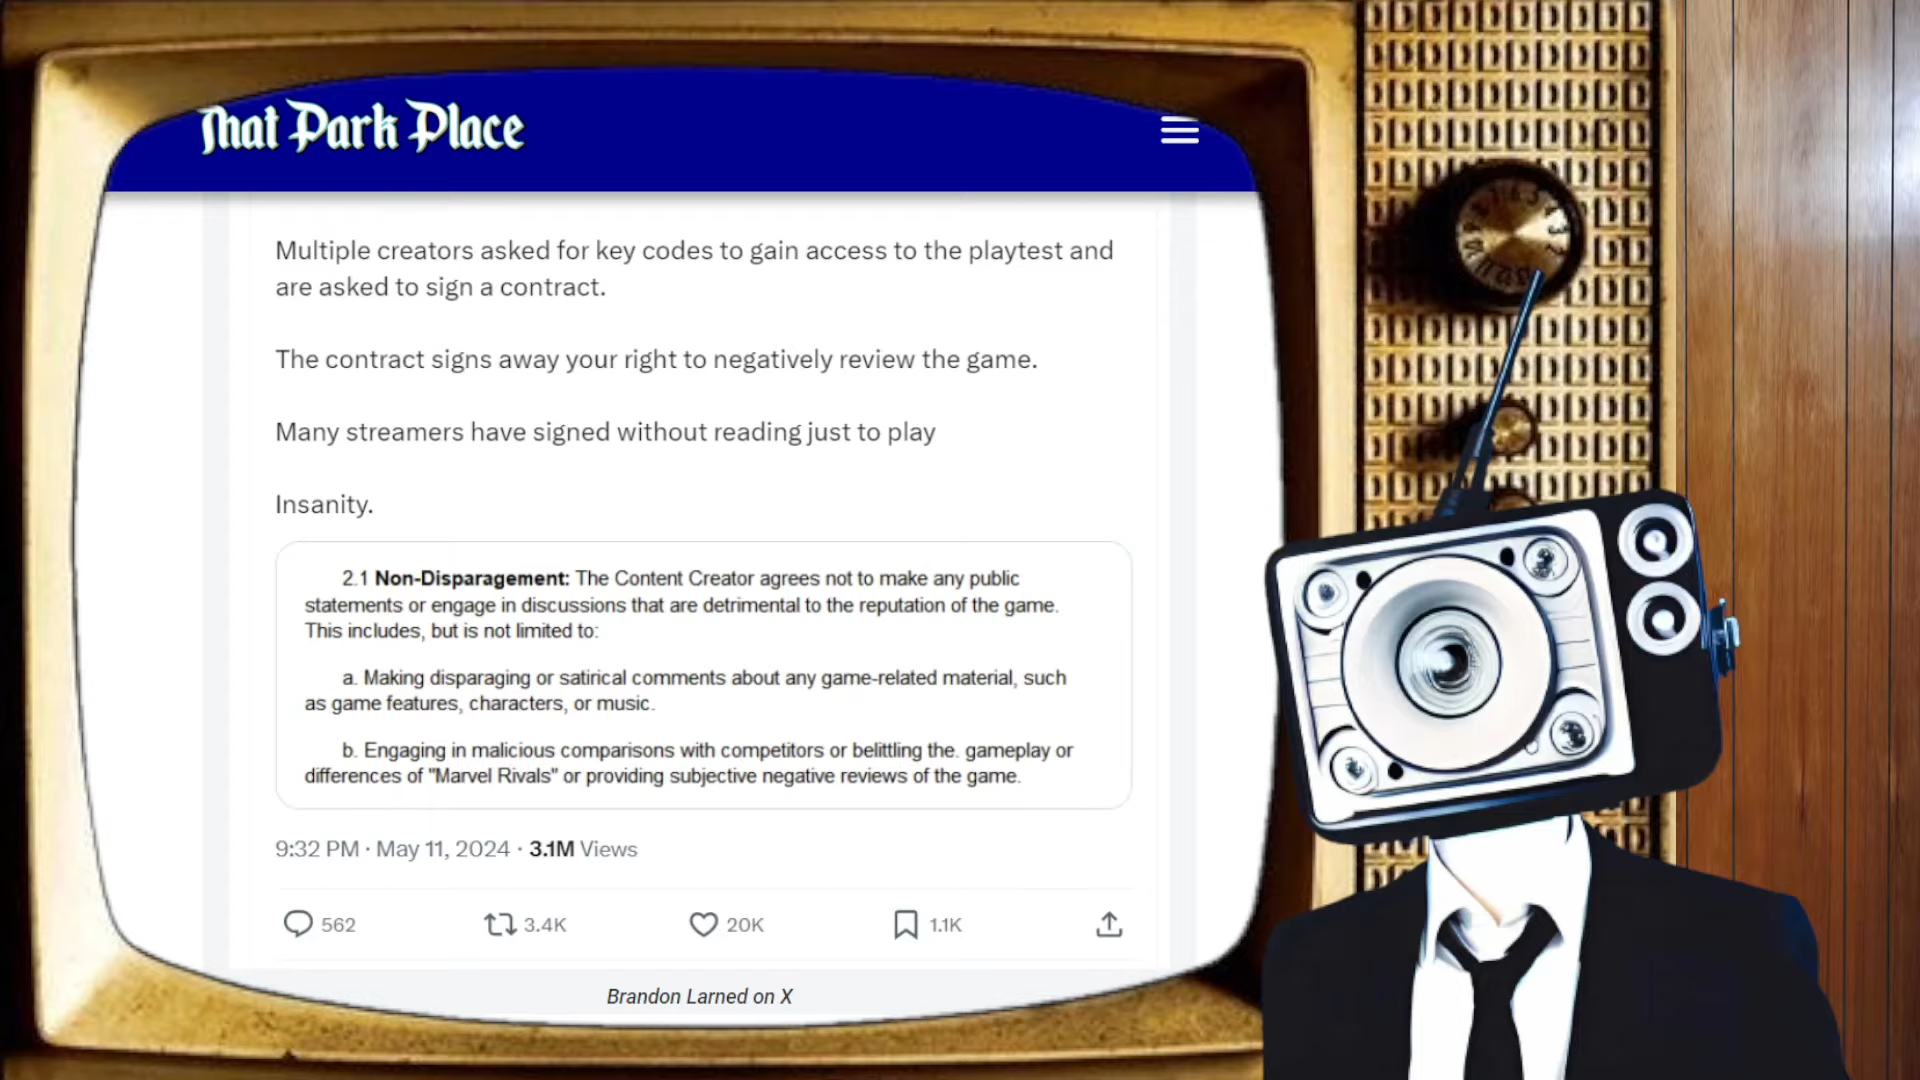 That Park Place
Multiple creators asked for key codes to gain access to the playtest and
are asked to sign a contract.
The contract signs away your right to negatively review the game.
Many streamers have signed without reading just to play
Insanity.
2.1 Non-Disparagement: The Content Creator agrees not to make any public
statements or engage in discussions that are detrimental to the reputation of the game.
This includes, but is not limited to:
a. Making disparaging or satirical comments about any game-related material, such
as game features, characters, or music.
b. Engaging in malicious comparisons with competitors or belittling the. gameplay or
differences of "Marvel Rivals" or providing subjective negative reviews of the game.
9:32 PM · May 11, 2024 · 3.1M Views
562 3.4K 20K 1.1K
Brandon Larned on X